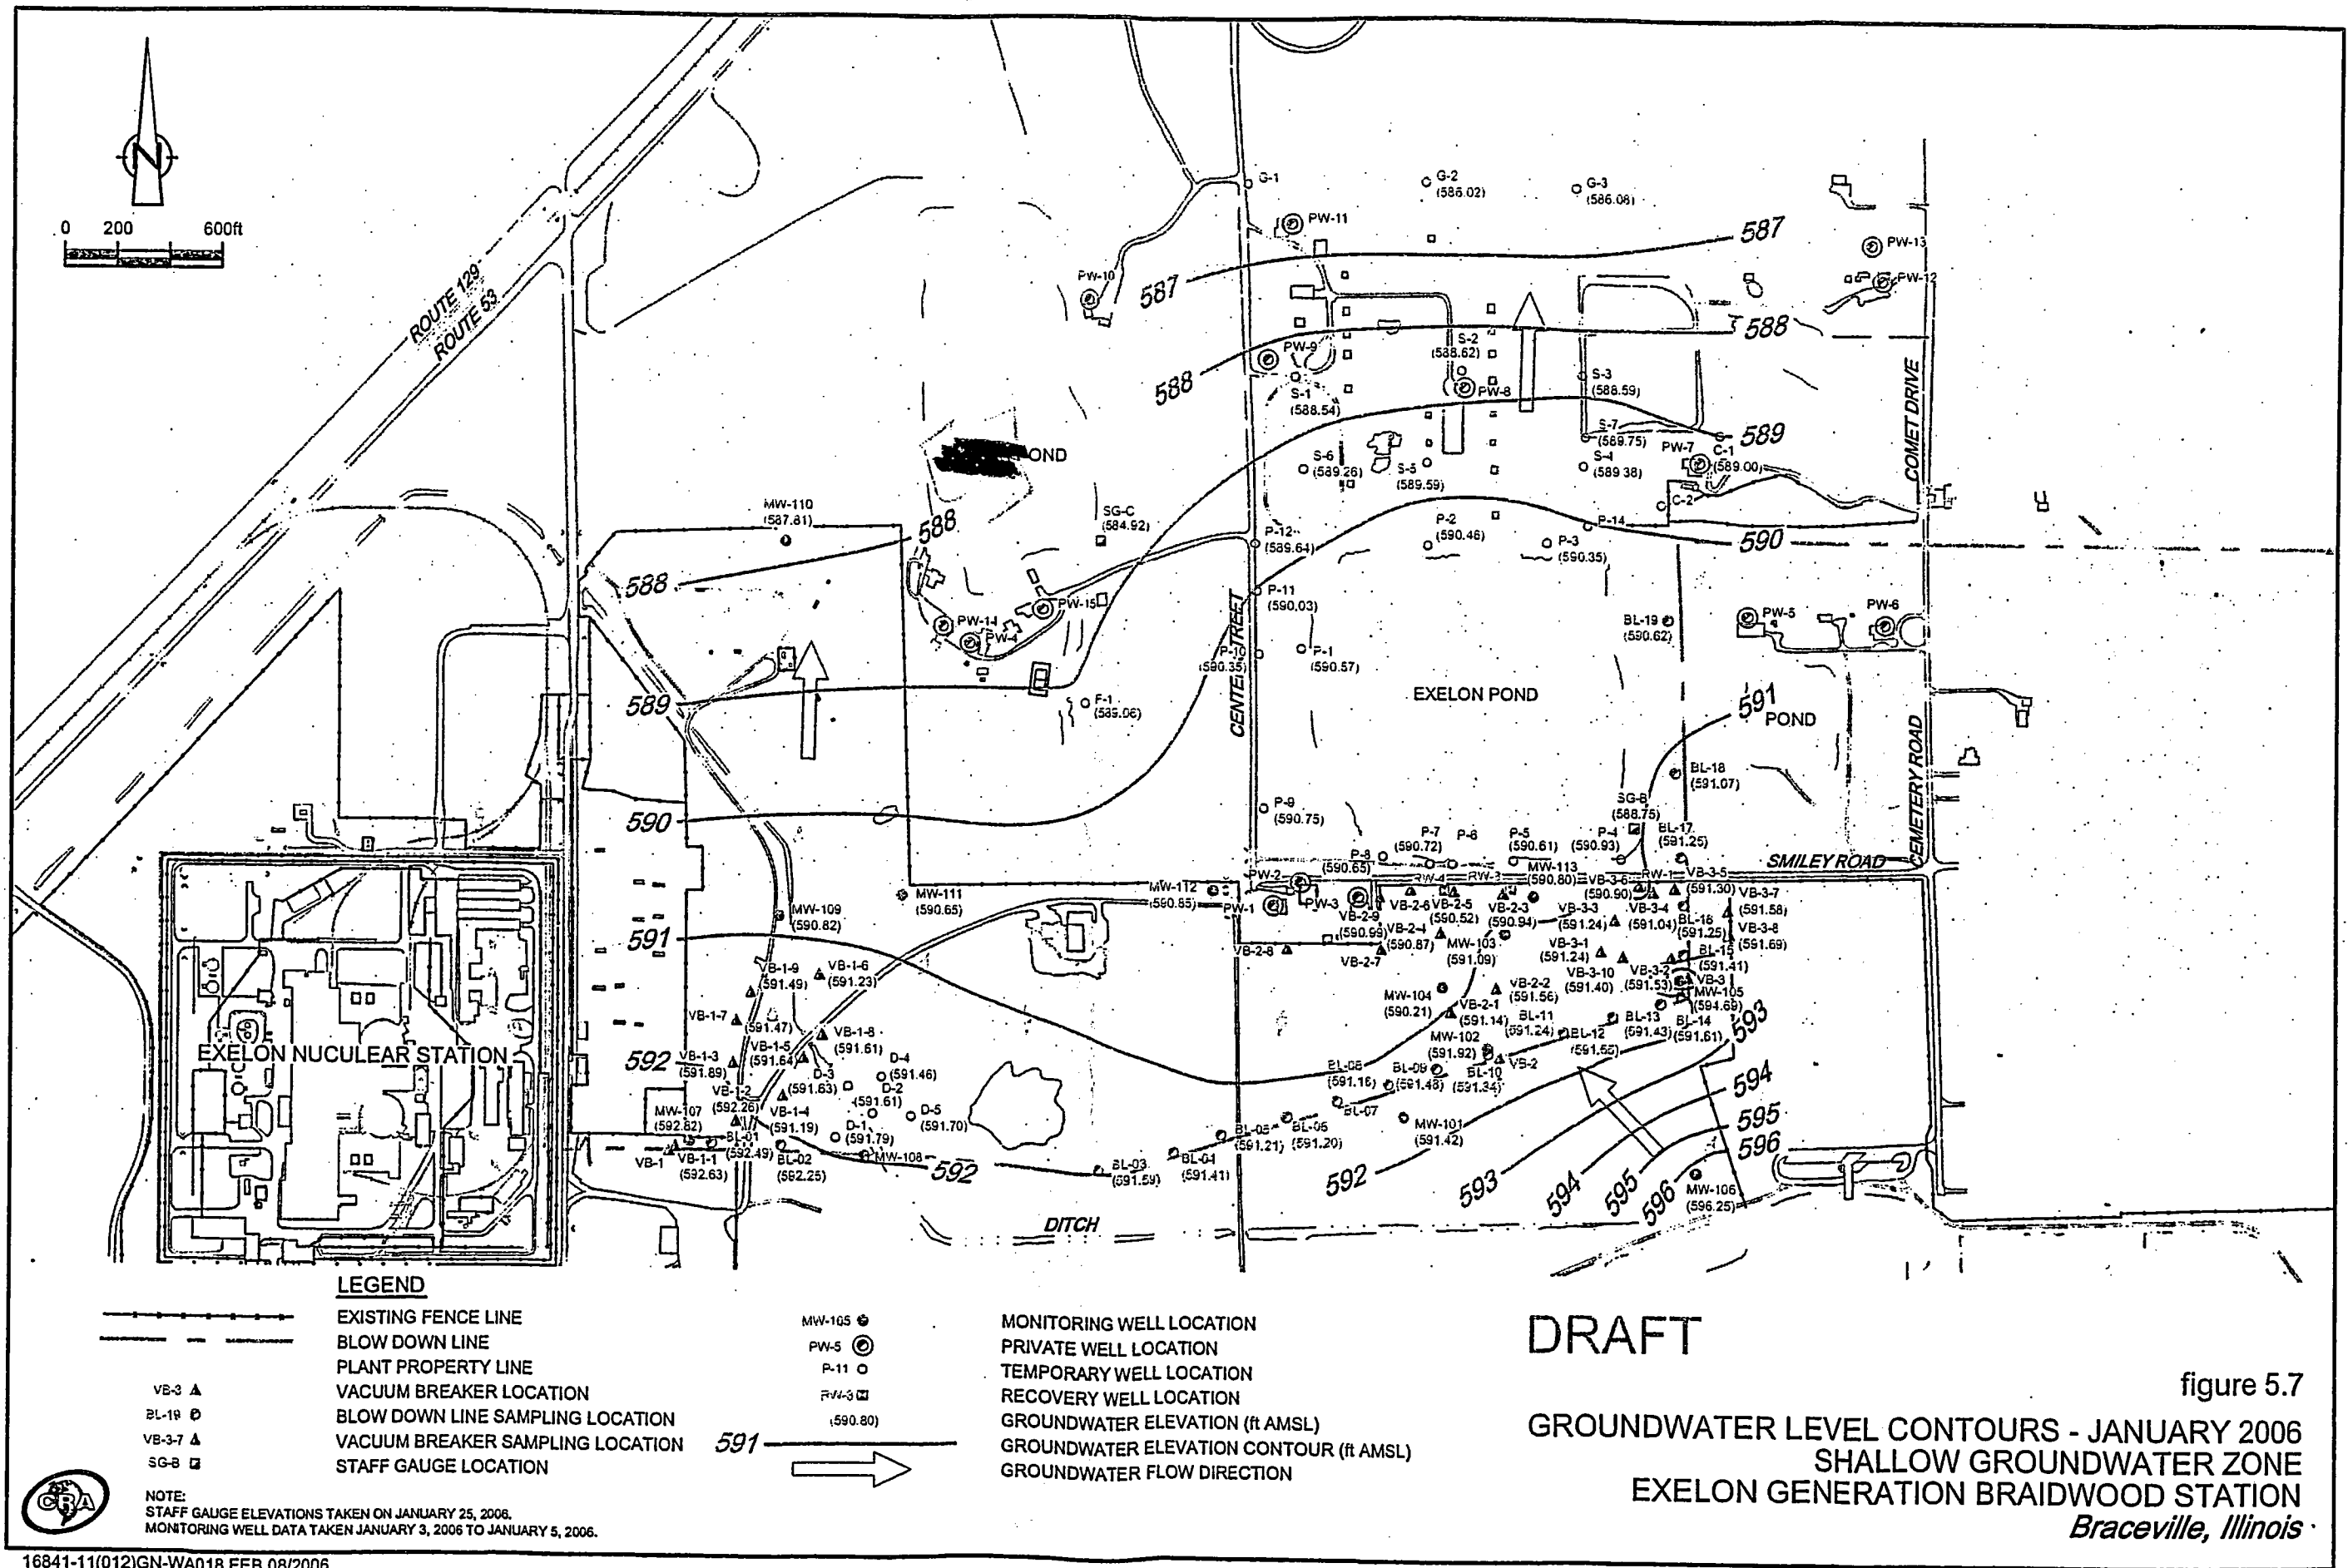 N
0 200 600ft
ROUTE 129
ROUTE 53
G-1
G-2
(586.02)
G-3
(586.08)
PW-11
587
PW-13
PW-10
587
PW-12
588
S-2
(588.62)
PW-9
588
S-1
(588.54)
PW-8
S-3
(588.59)
COMET DRIVE
S-7
(589.75)
589
PW-7
C-1
(589.00)
OND
S-6
(589.26)
S-5
(589.59)
S-4
(589.38)
C-2
MW-110
(587.81)
588
SG-C
(584.92)
P-12
(589.64)
P-2
(590.46)
P-3
(590.35)
P-14
590
588
P-11
(590.03)
CENTER STREET
PW-15
PW-14
PW-4
BL-19
(590.62)
PW-5
PW-6
P-10
(590.35)
P-1
(590.57)
589
F-1
(589.06)
EXELON POND
591
POND
CEMETERY ROAD
BL-18
(591.07)
SG-B
(588.75)
590
P-9
(590.75)
P-7
(590.72)
P-6
P-5
(590.61)
P-4
(590.93)
BL-17
(591.25)
P-8
(590.65)
SMILEY ROAD
MW-111
(590.65)
MW-112
(590.85)
PW-2
PW-1
PW-3
RW-4
RW-3
MW-113
(590.80)
VB-3-6
(590.90)
RW-1
VB-3-5
(591.30)
VB-3-7
(591.58)
MW-109
(590.82)
VB-2-9
(590.99)
VB-2-6
VB-2-5
(590.52)
VB-2-3
(590.94)
VB-3-3
(591.24)
VB-3-4
(591.04)
BL-16
(591.25)
VB-3-8
(591.69)
591
VB-2-8
VB-2-7
VB-2-4
(590.87)
MW-103
(591.09)
VB-3-1
(591.24)
BL-15
(591.41)
VB-1-9
(591.49)
VB-1-6
(591.23)
MW-104
(590.21)
VB-2-2
(591.56)
VB-3-10
(591.40)
VB-3-2
(591.53)
VB-3
MW-105
(594.69)
VB-1-7
(591.47)
VB-1-8
(591.61)
VB-2-1
(591.14)
BL-11
(591.24)
BL-12
(591.55)
BL-13
(591.43)
BL-14
(591.61)
593
EXELON NUCULEAR STATION
592
VB-1-3
(591.89)
VB-1-5
(591.64)
D-3
(591.63)
D-4
(591.46)
MW-102
(591.92)
VB-2
BL-08
(591.16)
BL-09
(591.48)
BL-10
(591.34)
594
VB-1-2
(592.26)
VB-1-4
(591.19)
D-2
(591.61)
D-5
(591.70)
BL-07
MW-107
(592.82)
BL-01
(592.49)
D-1
(591.79)
BL-05
(591.21)
BL-06
(591.20)
MW-101
(591.42)
595
596
VB-1
VB-1-1
(592.63)
BL-02
(592.25)
MW-108
592
BL-03
(591.59)
BL-04
(591.41)
592
593
594
595
596
MW-106
(596.25)
DITCH
LEGEND
EXISTING FENCE LINE
BLOW DOWN LINE
PLANT PROPERTY LINE
VB-3 VACUUM BREAKER LOCATION
BL-19 BLOW DOWN LINE SAMPLING LOCATION
VB-3-7 VACUUM BREAKER SAMPLING LOCATION
SG-B STAFF GAUGE LOCATION
MW-105 MONITORING WELL LOCATION
PW-5 PRIVATE WELL LOCATION
P-11 TEMPORARY WELL LOCATION
RW-3 RECOVERY WELL LOCATION
(590.80) GROUNDWATER ELEVATION (ft AMSL)
591 GROUNDWATER ELEVATION CONTOUR (ft AMSL)
GROUNDWATER FLOW DIRECTION
CRA
NOTE:
STAFF GAUGE ELEVATIONS TAKEN ON JANUARY 25, 2006.
MONITORING WELL DATA TAKEN JANUARY 3, 2006 TO JANUARY 5, 2006.
DRAFT
figure 5.7
GROUNDWATER LEVEL CONTOURS - JANUARY 2006
SHALLOW GROUNDWATER ZONE
EXELON GENERATION BRAIDWOOD STATION
Braceville, Illinois
16841-11(012)GN-WA018 FEB 08/2006